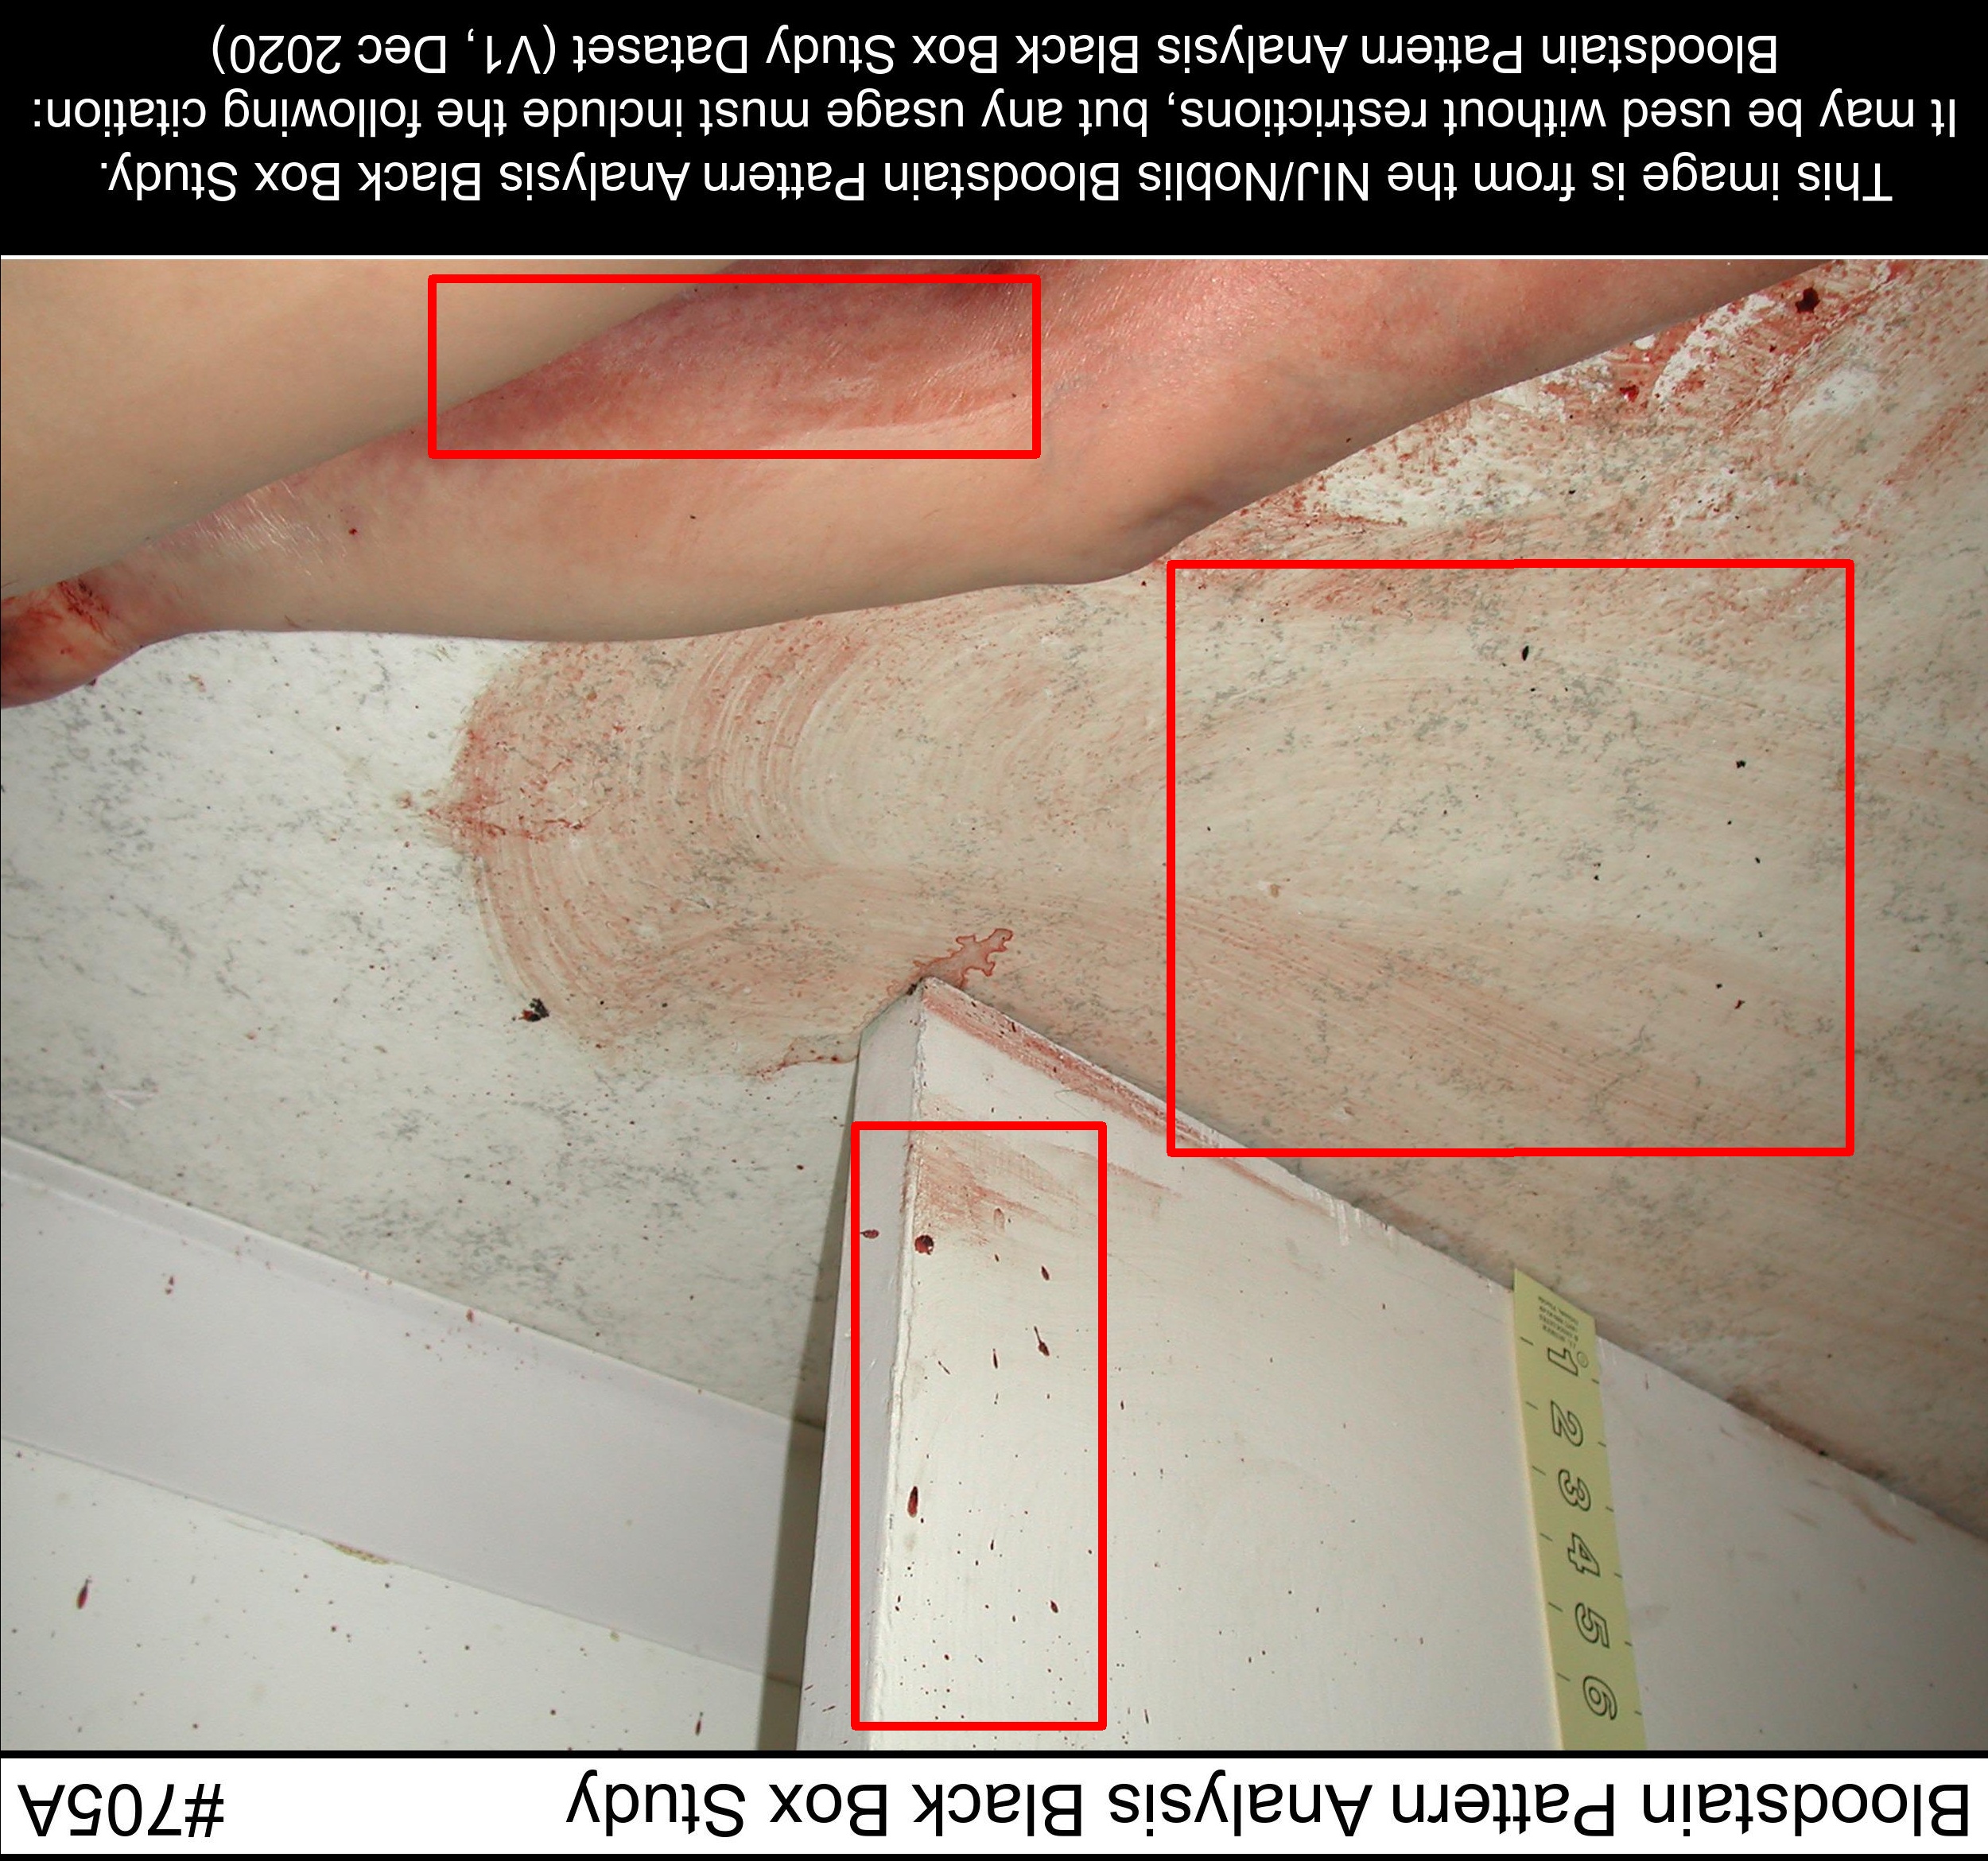 Bloodstain Pattern Analysis Black Box Study
#705A
1
2
3
4
5
6
This image is from the NIJ/Noblis Bloodstain Pattern Analysis Black Box Study.
It may be used without restrictions, but any usage must include the following citation:
Bloodstain Pattern Analysis Black Box Study Dataset (V1, Dec 2020)